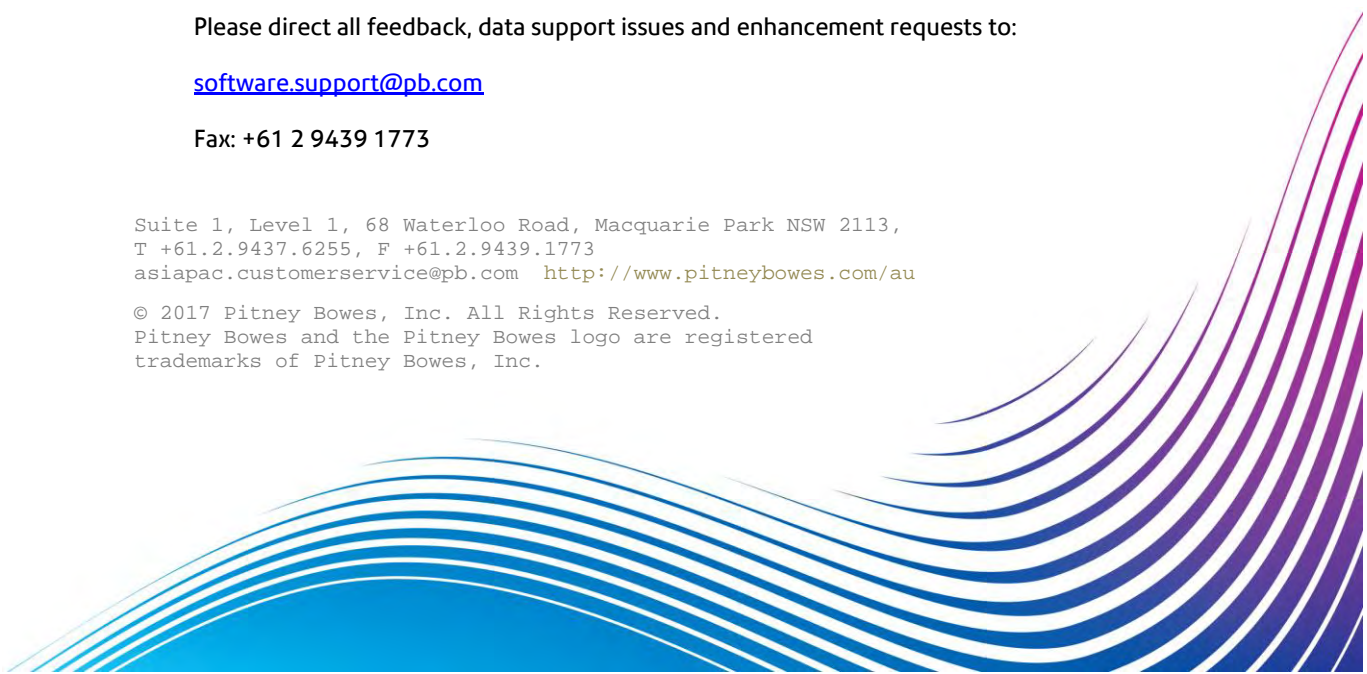 Please direct all feedback, data support issues and enhancement requests to:
software.support@pb.com
Fax: +61 2 9439 1773
Suite 1, Level 1, 68 Waterloo Road, Macquarie Park NSW 2113,
T +61.2.9437.6255, F +61.2.9439.1773
asiapac.customerservice@pb.com http://www.pitneybowes.com/au
© 2017 Pitney Bowes, Inc. All Rights Reserved.
Pitney Bowes and the Pitney Bowes logo are registered
trademarks of Pitney Bowes, Inc.